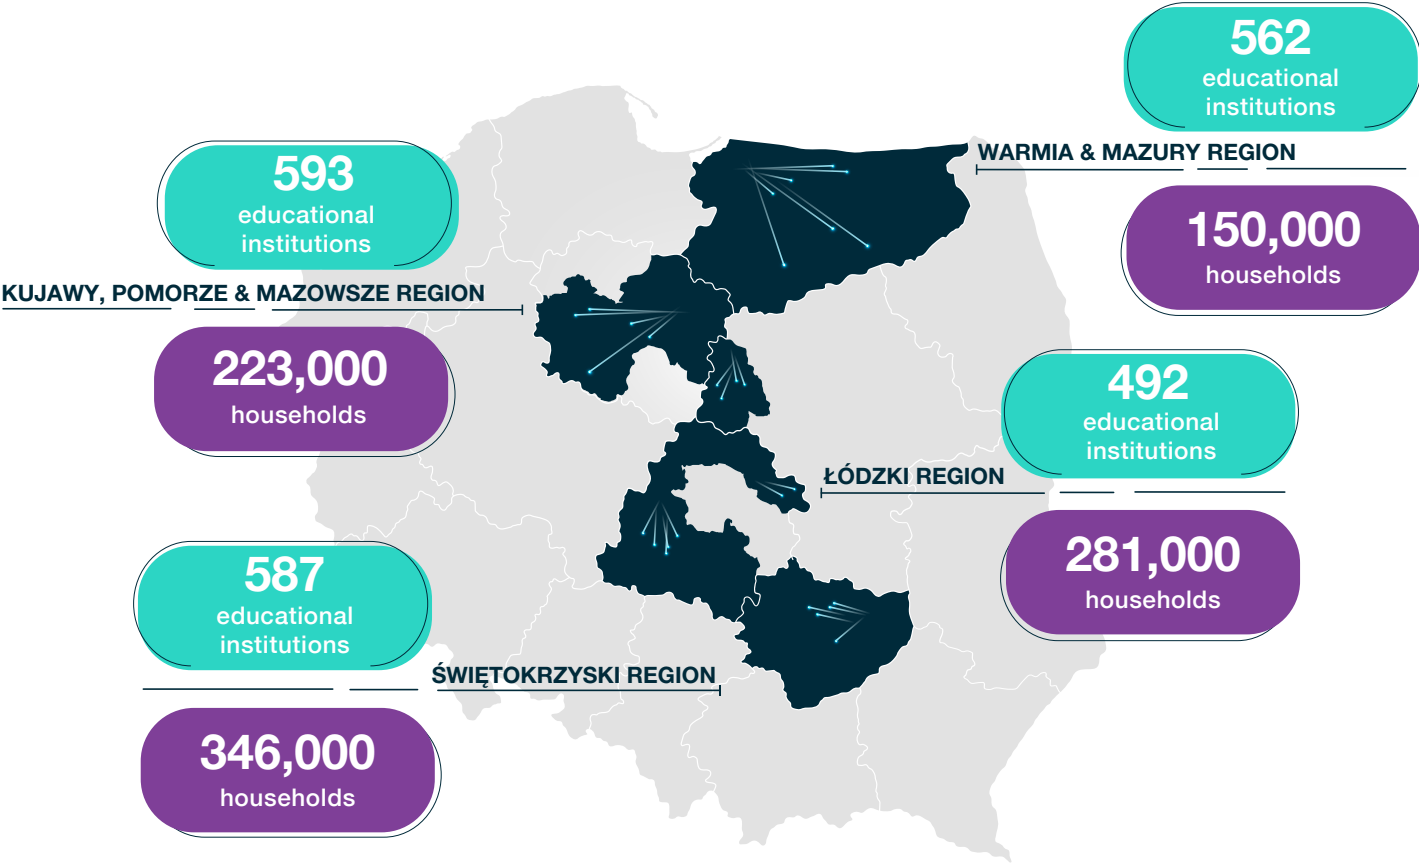 562
educational
institutions
WARMIA & MAZURY REGION
150,000
households
593
educational
institutions
KUJAWY, POMORZE & MAZOWSZE REGION
223,000
households
492
educational
institutions
ŁÓDZKI REGION
281,000
households
587
educational
institutions
ŚWIĘTOKRZYSKI REGION
346,000
households